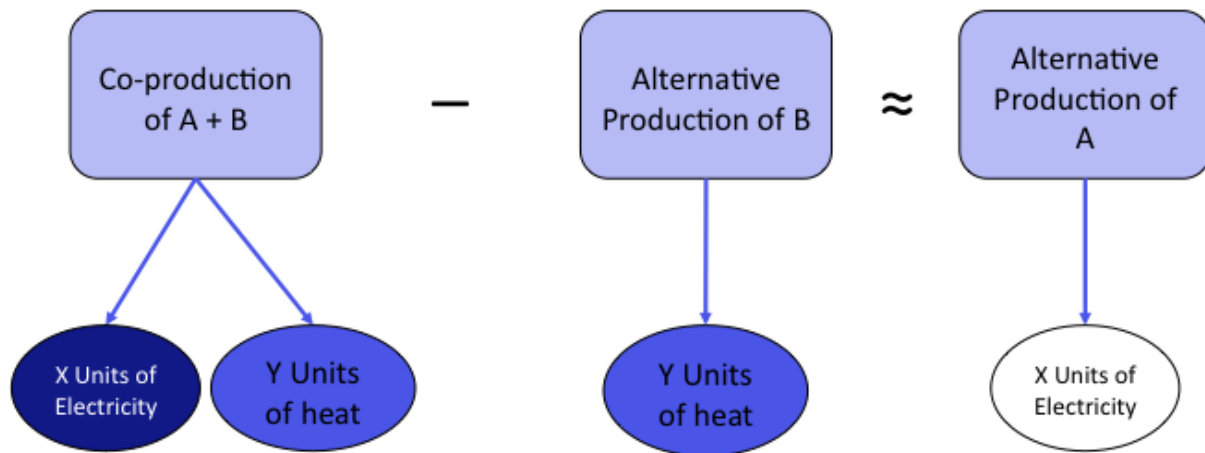 Co-production
of A + B
−
Alternative
Production of B
≈
Alternative
Production of
A
X Units of
Electricity
Y Units
of heat
Y Units
of heat
X Units of
Electricity